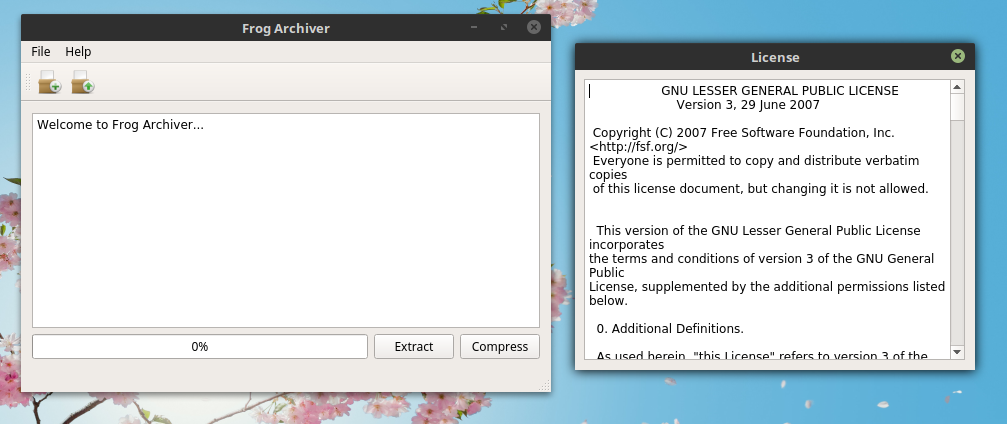 Frog Archiver
File Help
Welcome to Frog Archiver...
0% Extract Compress
License
GNU LESSER GENERAL PUBLIC LICENSE
Version 3, 29 June 2007
Copyright (C) 2007 Free Software Foundation, Inc.
<http://fsf.org/>
Everyone is permitted to copy and distribute verbatim
copies
of this license document, but changing it is not allowed.
This version of the GNU Lesser General Public License
incorporates
the terms and conditions of version 3 of the GNU General
Public
License, supplemented by the additional permissions listed
below.
0. Additional Definitions.
As used herein, "this License" refers to version 3 of the